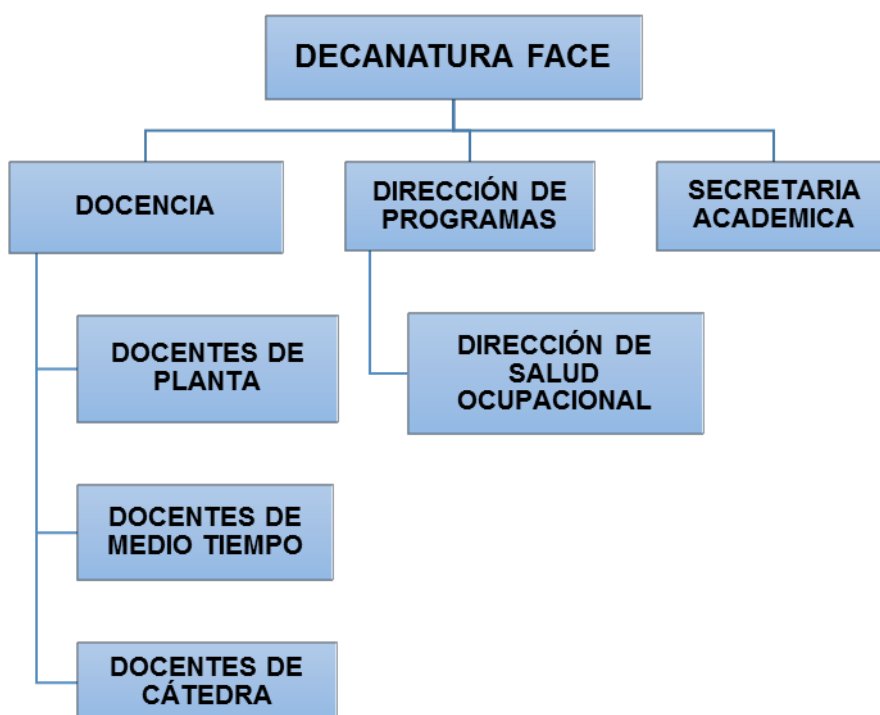 DECANATURA FACE
DOCENCIA
DIRECCIÓN DE
PROGRAMAS
SECRETARIA
ACADEMICA
DOCENTES DE
PLANTA
DIRECCIÓN DE
SALUD
OCUPACIONAL
DOCENTES DE
MEDIO TIEMPO
DOCENTES DE
CÁTEDRA